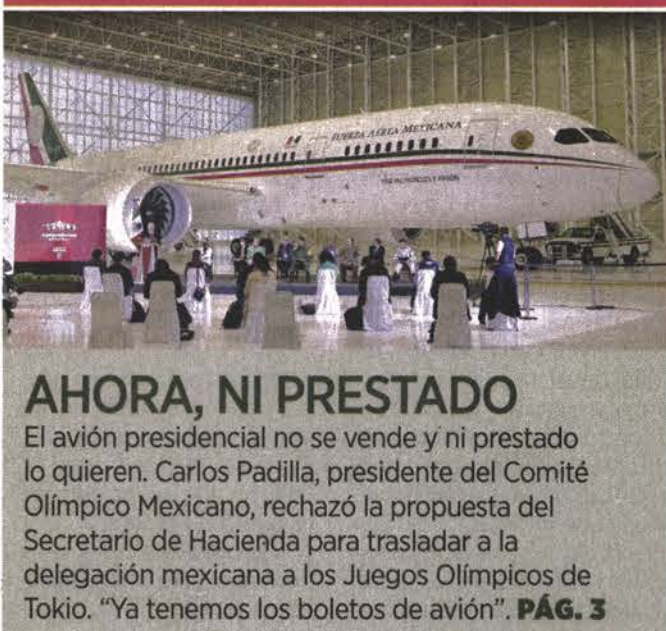 FUERZA AÉREA MEXICANA
AHORA, NI PRESTADO
El avión presidencial no se vende y ni prestado
lo quieren. Carlos Padilla, presidente del Comité
Olímpico Mexicano, rechazó la propuesta del
Secretario de Hacienda para trasladar a la
delegación mexicana a los Juegos Olímpicos de
Tokio. “Ya tenemos los boletos de avión”. PÁG. 3